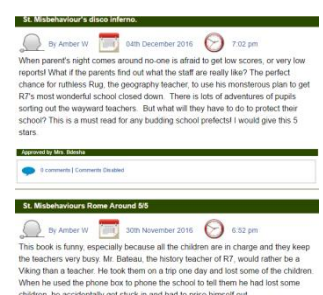 St. Misbehaviour's disco inferno.
By Amber W 04th December 2016 7:02 pm
When parent's night comes around no-one is afraid to get low scores, or very low
reports! What if the parents find out what the staff are really like? The perfect
chance for ruthless Rug, the geography teacher, to use his monsterous plan to get
R7's most wonderful school closed down. There is lots of adventures of pupils
sorting out the wayward teachers. But what will they have to do to protect their
school? This is a must read for any budding school prefects! I would give this 5
stars.
Approved by Mrs. Bdesha
0 comments | Comments Disabled
St. Misbehaviours Rome Around 5/5
By Amber W 30th November 2016 6:52 pm
This book is funny, especially because all the children are in charge and they keep
the teachers very busy. Mr. Bateau, the history teacher of R7, would rather be a
Viking than a teacher. He took them on a trip one day and lost some of the children.
When he used the phone box to phone the school to tell them he had lost some
children, he accidentally got stuck in and had to prise himself out.